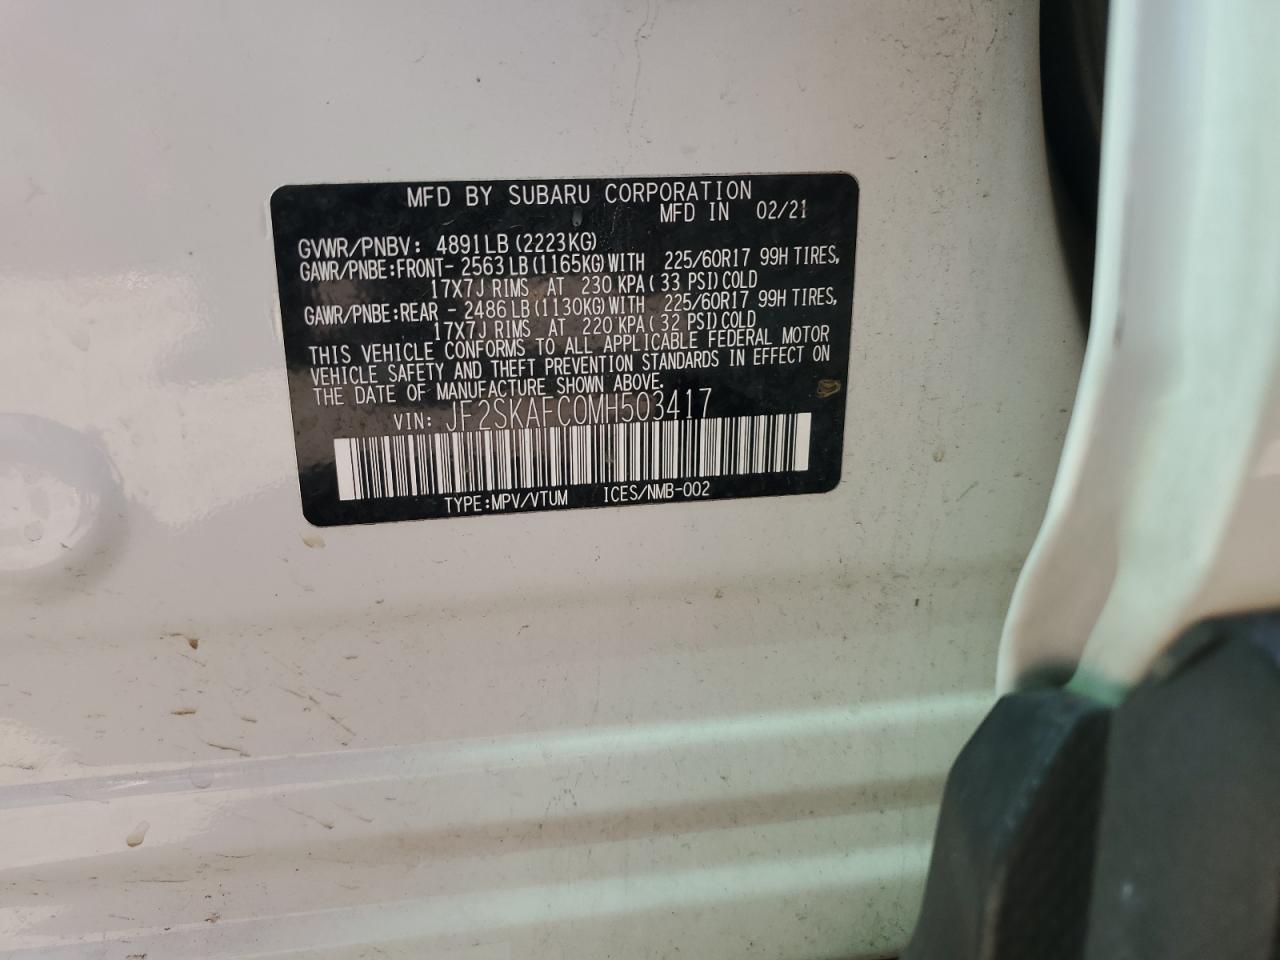 MFD BY SUBARU CORPORATION
MFD IN 02/21
GVWR/PNBV: 4891LB (2223KG)
GAWR/PNBE:FRONT- 2563LB (1165KG) WITH 225/60R17 99H TIRES,
17X7J RIMS AT 230 KPA ( 33 PSI) COLD
GAWR/PNBE:REAR - 2486LB (1130KG) WITH 225/60R17 99H TIRES,
17X7J RIMS AT 220 KPA ( 32 PSI) COLD
THIS VEHICLE CONFORMS TO ALL APPLICABLE FEDERAL MOTOR
VEHICLE SAFETY AND THEFT PREVENTION STANDARDS IN EFFECT ON
THE DATE OF MANUFACTURE SHOWN ABOVE.
VIN: JF2SKAFC0MH503417
TYPE:MPV/VTUM ICES/NMB-002